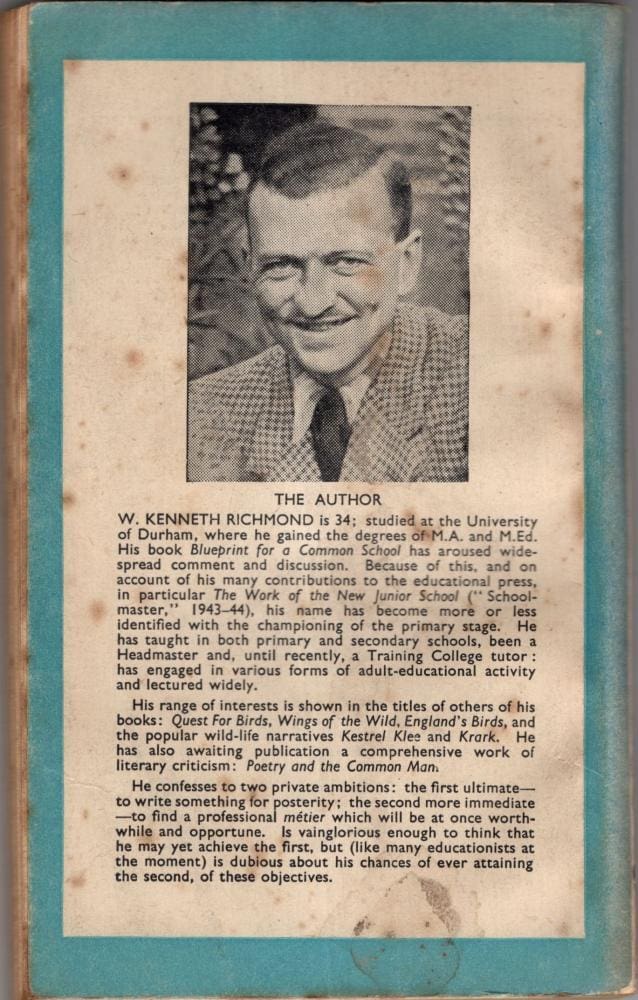 THE AUTHOR
W. KENNETH RICHMOND is 34; studied at the University
of Durham, where he gained the degrees of M.A. and M.Ed.
His book Blueprint for a Common School has aroused wide-
spread comment and discussion. Because of this, and on
account of his many contributions to the educational press,
in particular The Work of the New Junior School (“ School-
master,” 1943–44), his name has become more or less
identified with the championing of the primary stage. He
has taught in both primary and secondary schools, been a
Headmaster and, until recently, a Training College tutor :
has engaged in various forms of adult-educational activity
and lectured widely.
His range of interests is shown in the titles of others of his
books: Quest For Birds, Wings of the Wild, England's Birds, and
the popular wild-life narratives Kestrel Klee and Krark. He
has also awaiting publication a comprehensive work of
literary criticism: Poetry and the Common Man.
He confesses to two private ambitions: the first ultimate—
to write something for posterity; the second more immediate
—to find a professional métier which will be at once worth-
while and opportune. Is vainglorious enough to think that
he may yet achieve the first, but (like many educationists at
the moment) is dubious about his chances of ever attaining
the second, of these objectives.